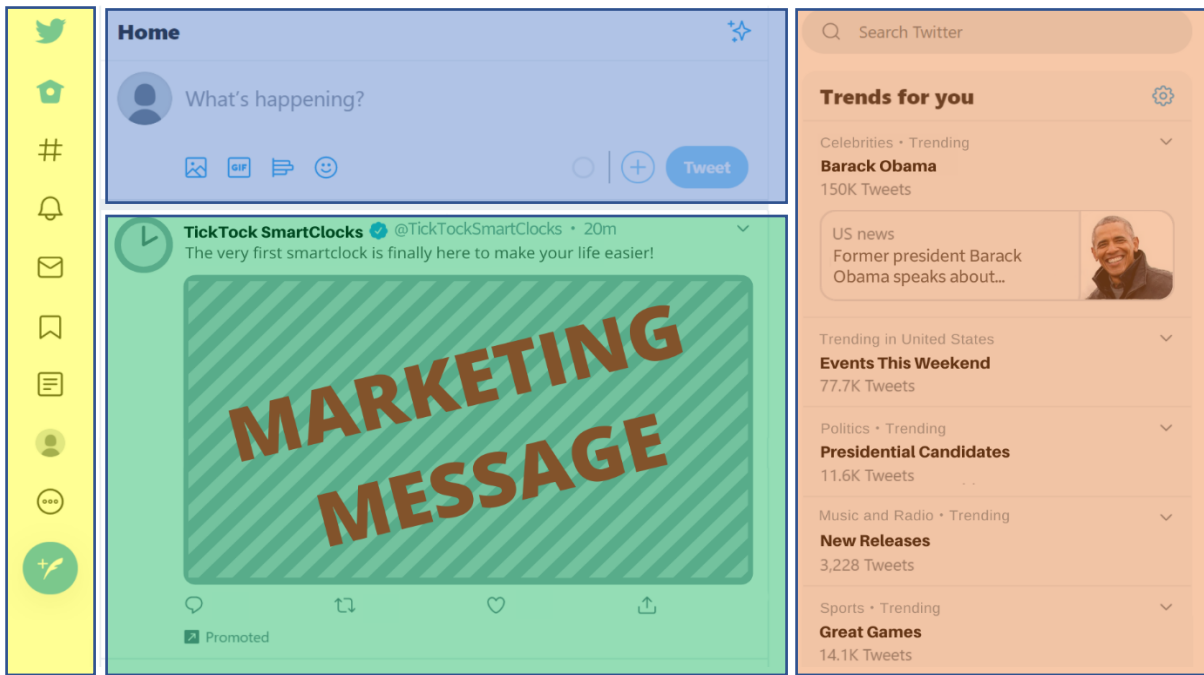 Home
What's happening?
GIF
Tweet
TickTock SmartClocks @TickTockSmartClocks • 20m
The very first smartclock is finally here to make your life easier!
MARKETING
MESSAGE
Promoted
Search Twitter
Trends for you
Celebrities • Trending
Barack Obama
150K Tweets
US news
Former president Barack
Obama speaks about...
Trending in United States
Events This Weekend
77.7K Tweets
Politics • Trending
Presidential Candidates
11.6K Tweets
Music and Radio • Trending
New Releases
3,228 Tweets
Sports • Trending
Great Games
14.1K Tweets